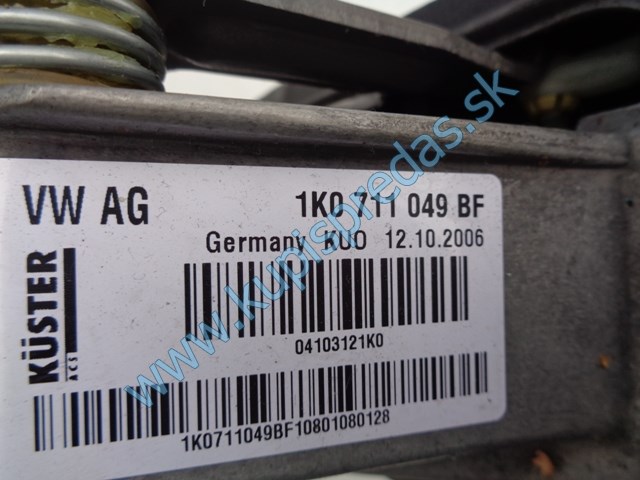 VW AG 1K0 711 049 BF
Germany KUO 12.10.2006
KÜSTER
ACS
04103121K0
1K0711049BF10801080128
www.kupispredas.sk